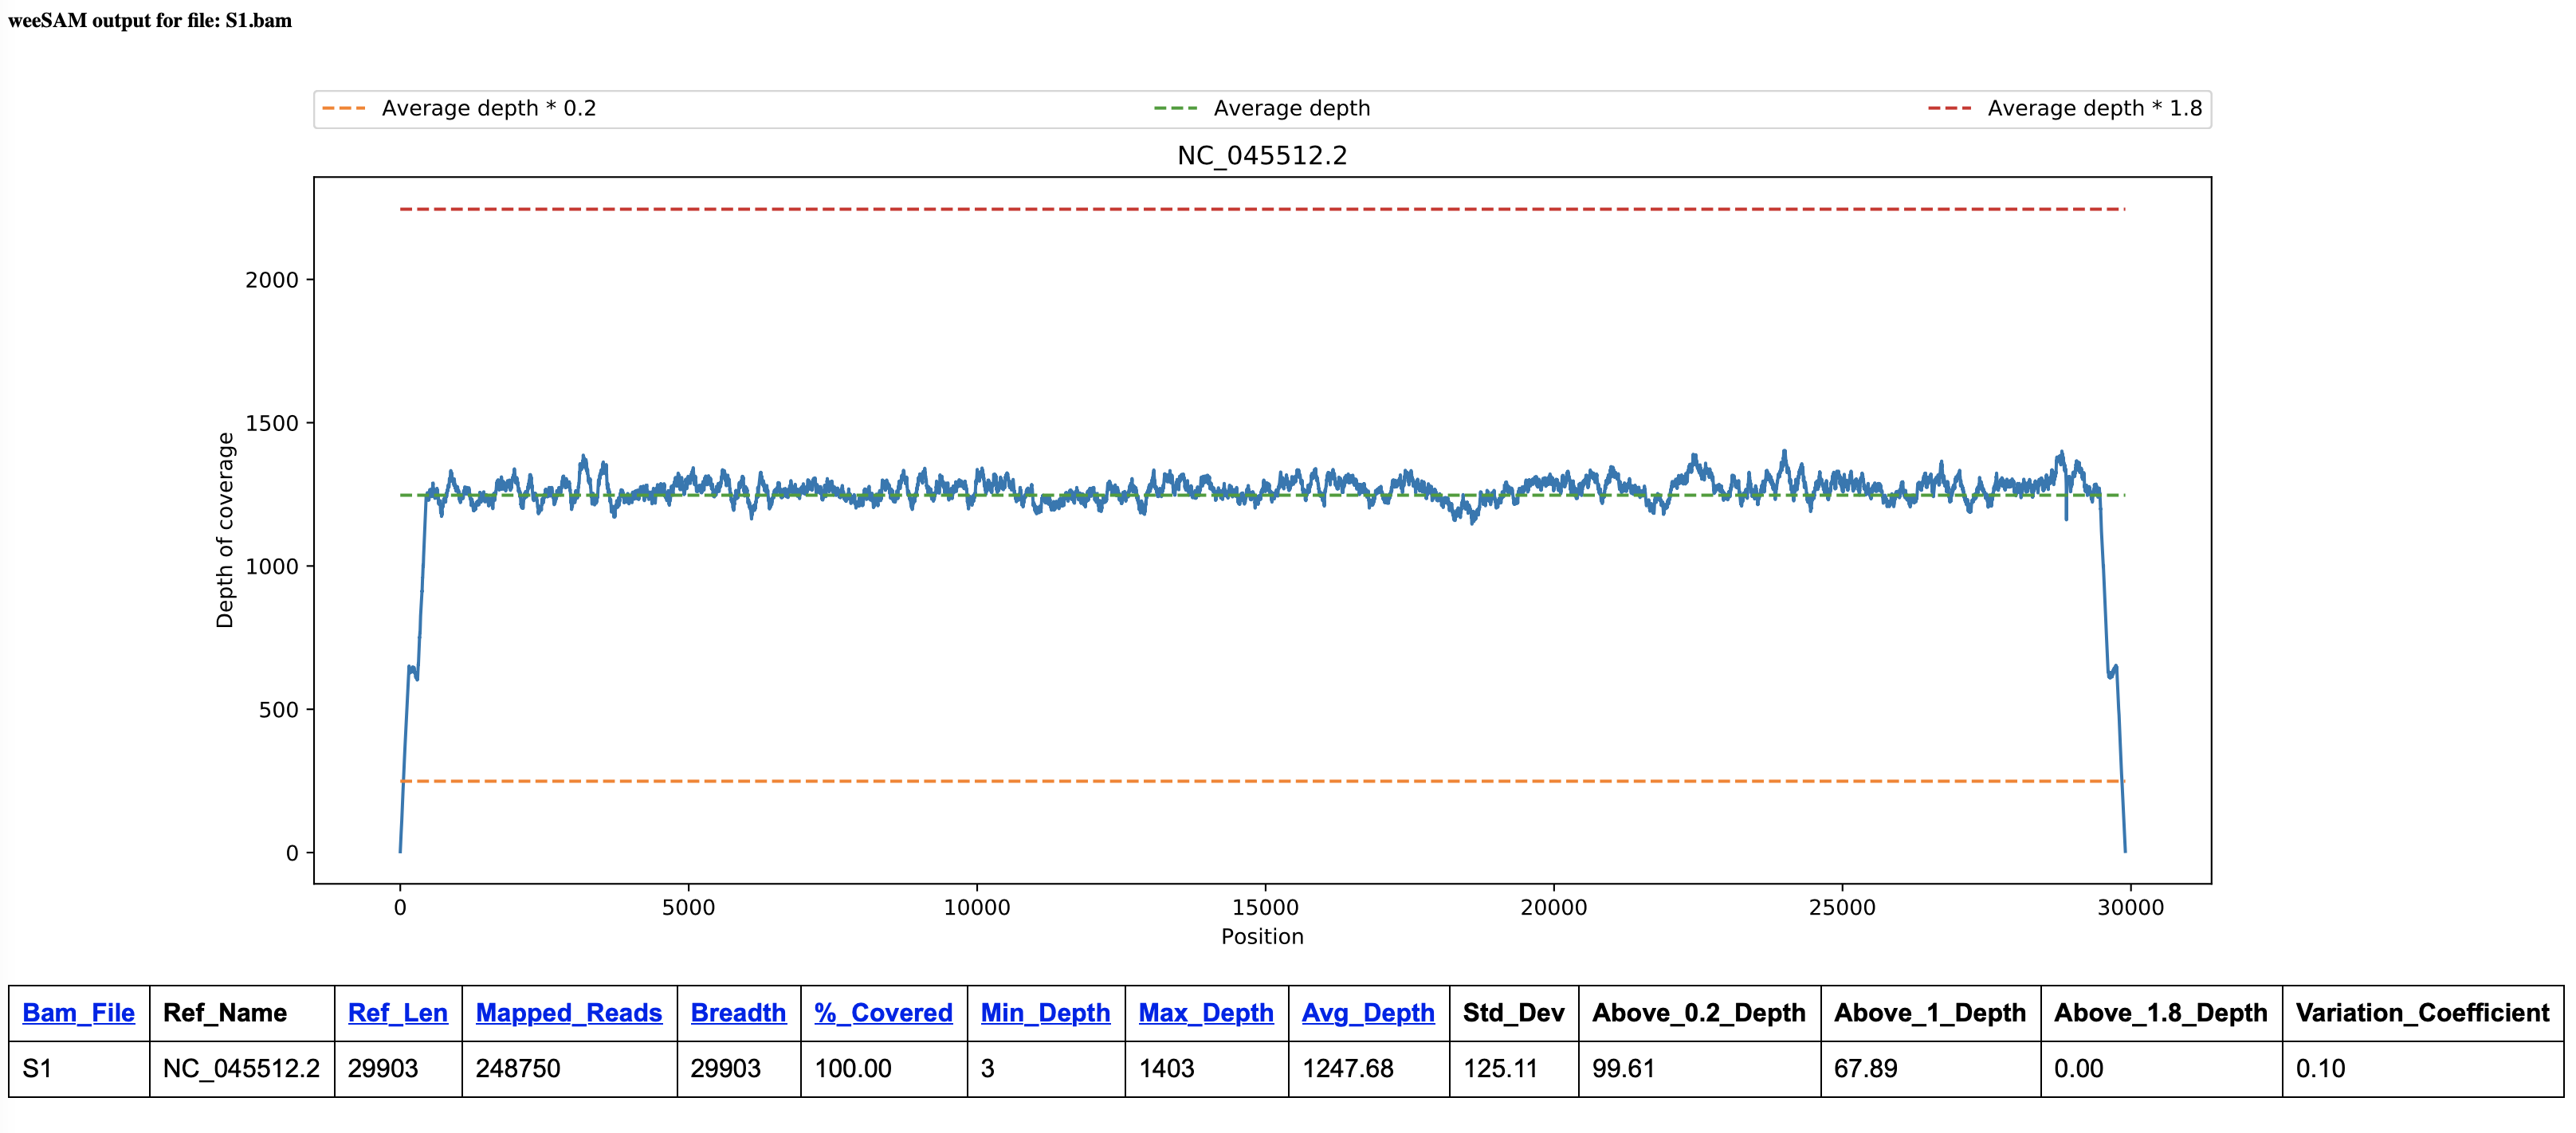 weeSAM output for file: S1.bam
Average depth * 0.2 Average depth Average depth * 1.8
NC_045512.2
2000
1500
1000
500
0
Depth of coverage
0 5000 10000 15000 20000 25000 30000
Position
Bam_File Ref_Name Ref_Len Mapped_Reads Breadth %_Covered Min_Depth Max_Depth Avg_Depth Std_Dev Above_0.2_Depth Above_1_Depth Above_1.8_Depth Variation_Coefficient
S1 NC_045512.2 29903 248750 29903 100.00 3 1403 1247.68 125.11 99.61 67.89 0.00 0.10